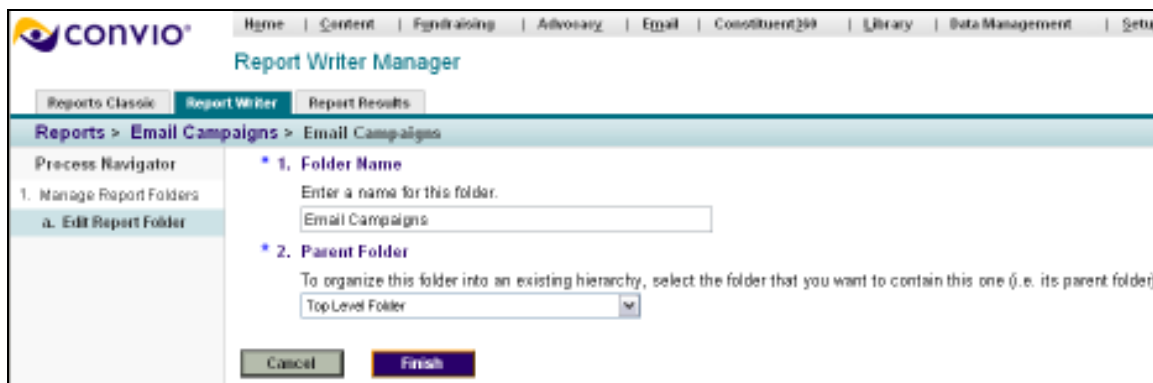 CONVIO
Home | Content | Fundraising | Advocacy | Email | Constituent360 | Library | Data Management | Setu
Report Writer Manager
Reports Classic Report Writer Report Results
Reports > Email Campaigns > Email Campaigns
Process Navigator
1. Manage Report Folders
a. Edit Report Folder
* 1. Folder Name
Enter a name for this folder.
Email Campaigns
* 2. Parent Folder
To organize this folder into an existing hierarchy, select the folder that you want to contain this one (i.e. its parent folder)
Top Level Folder
Cancel Finish